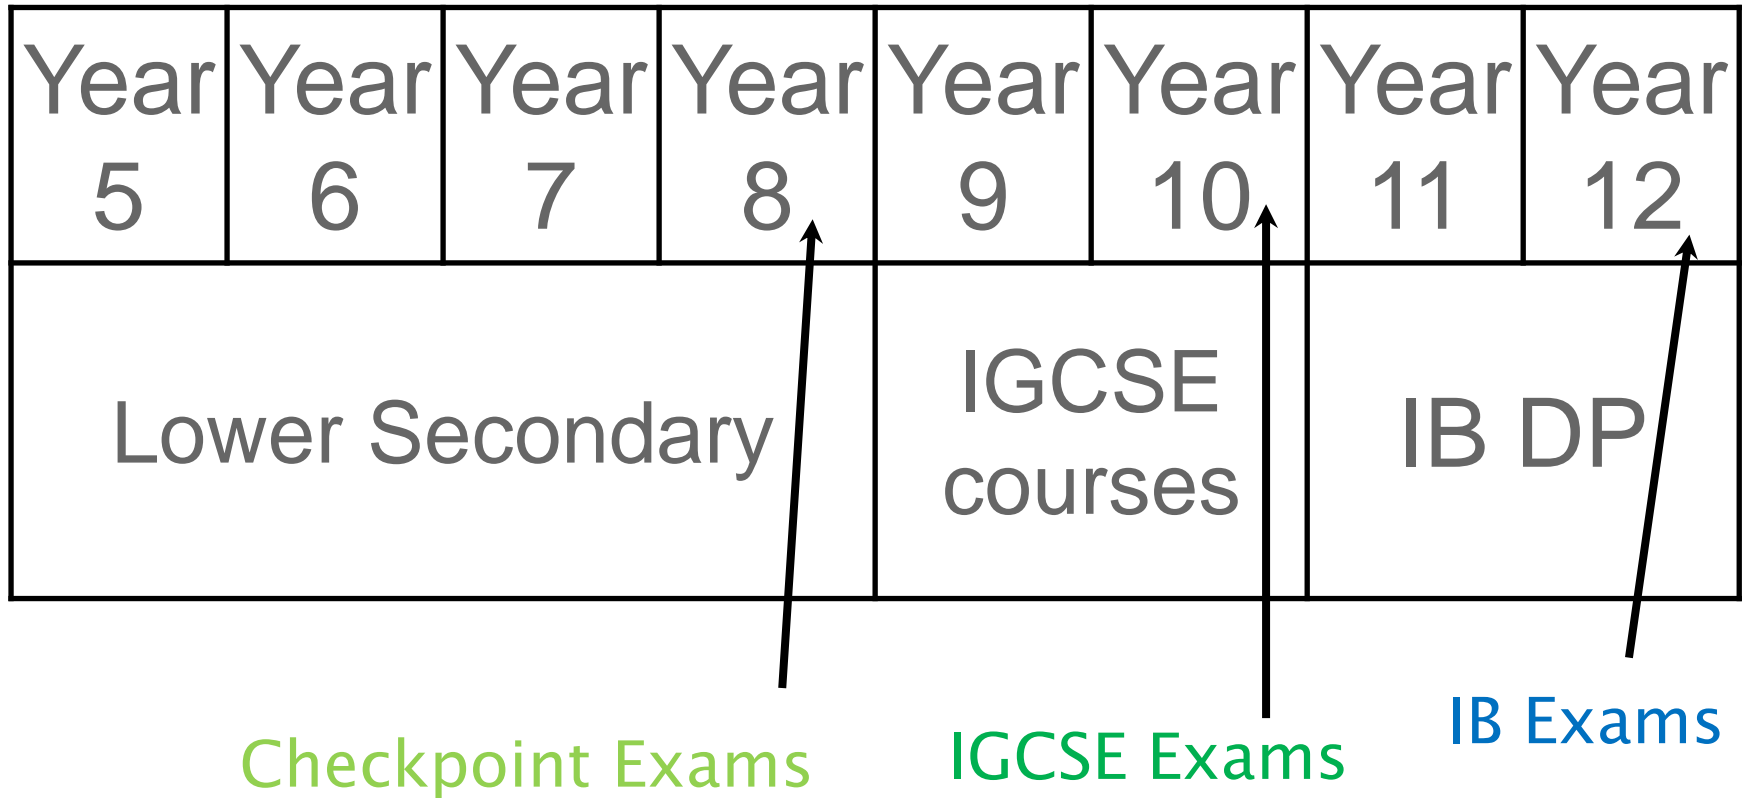 Year Year Year Year Year Year Year Year
5 6 7 8 9 10 11 12
Lower Secondary
IGCSE
courses
IB DP
Checkpoint Exams
IGCSE Exams
IB Exams